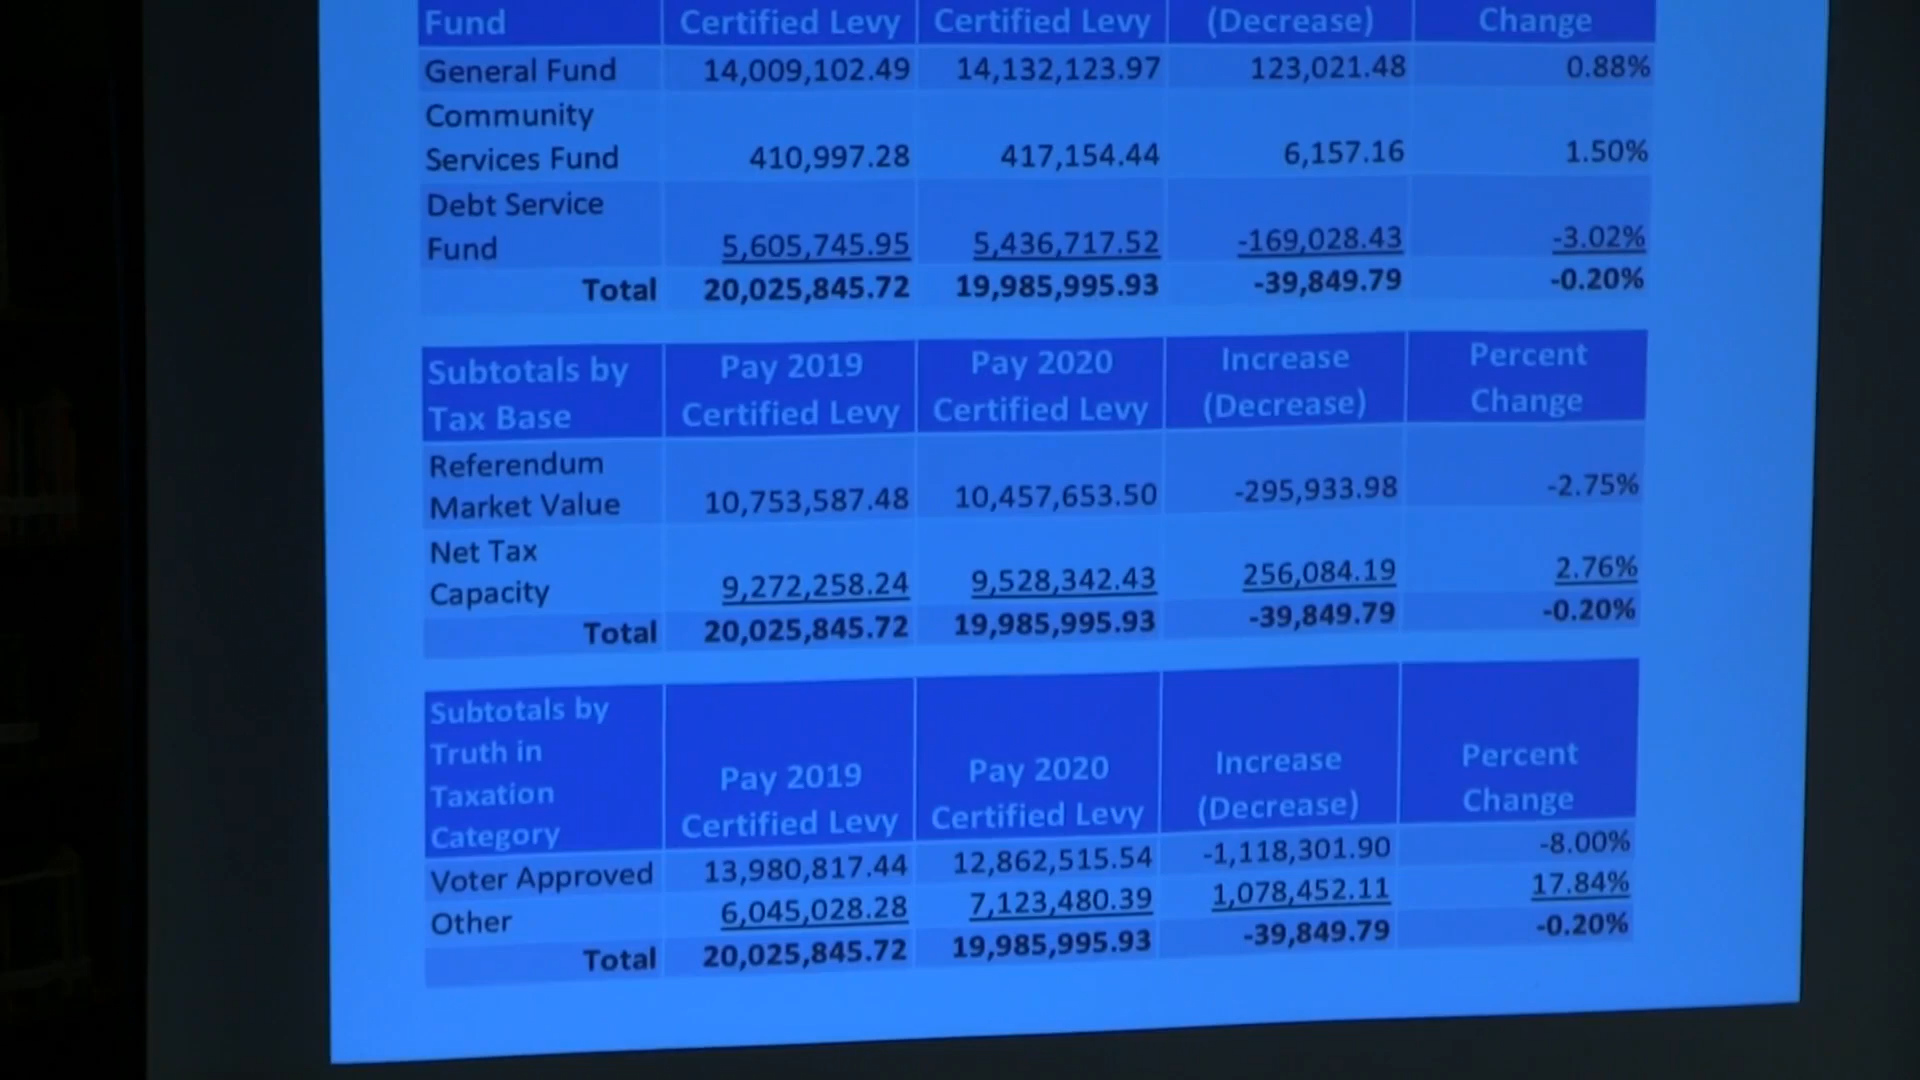 Fund Certified Levy Certified Levy (Decrease) Change
General Fund 14,009,102.49 14,132,123.97 123,021.48 0.88%
Community
Services Fund 410,997.28 417,154.44 6,157.16 1.50%
Debt Service
Fund 5,605,745.95 5,436,717.52 -169,028.43 -3.02%
Total 20,025,845.72 19,985,995.93 -39,849.79 -0.20%
Subtotals by Pay 2019 Pay 2020 Increase Percent
Tax Base Certified Levy Certified Levy (Decrease) Change
Referendum
Market Value 10,753,587.48 10,457,653.50 -295,933.98 -2.75%
Net Tax
Capacity 9,272,258.24 9,528,342.43 256,084.19 2.76%
Total 20,025,845.72 19,985,995.93 -39,849.79 -0.20%
Subtotals by
Truth in
Taxation Pay 2019 Pay 2020 Increase Percent
Category Certified Levy Certified Levy (Decrease) Change
Voter Approved 13,980,817.44 12,862,515.54 -1,118,301.90 -8.00%
Other 6,045,028.28 7,123,480.39 1,078,452.11 17.84%
Total 20,025,845.72 19,985,995.93 -39,849.79 -0.20%